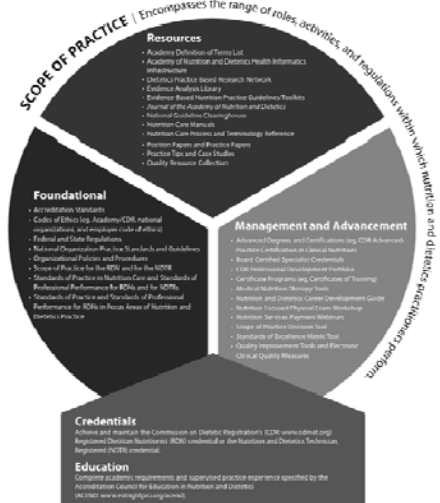 SCOPE OF PRACTICE | Encompasses the range of roles, activities, and regulations within which nutrition and dietetics practitioners perform.
Resources
• Academy Definition of Terms List
• Academy of Nutrition and Dietetics Health Informatics
Infrastructure
• Dietetics Practice Based Research Network
• Evidence Analysis Library
• Evidence-Based Nutrition Practice Guidelines/Toolkits
• Journal of the Academy of Nutrition and Dietetics
• National Guideline Clearinghouse
• Nutrition Care Manuals
• Nutrition Care Process and Terminology Reference
• Position Papers and Practice Papers
• Practice Tips and Case Studies
• Quality Resource Collection
Foundational
• Accreditation Standards
• Codes of Ethics (eg, Academy/CDR, national
organizations, and employer code of ethics)
• Federal and State Regulations
• National Organization Practice Standards and Guidelines
• Organizational Policies and Procedures
• Scope of Practice for the RDN and for the NDTR
• Standards of Practice in Nutrition Care and Standards of
Professional Performance for RDNs and for NDTRs
• Standards of Practice and Standards of Professional
Performance for RDNs in Focus Areas of Nutrition and
Dietetics Practice
Management and Advancement
• Advanced Degrees and Certifications (eg, CDR Advanced-
Practice Certification in Clinical Nutrition)
• Board Certified Specialist Credentials
• CDR Professional Development Portfolio
• Certificate Programs (eg, Certificates of Training)
• Medical Nutrition Therapy Tools
• Nutrition and Dietetics Career Development Guide
• Nutrition Focused Physical Exam Workshop
• Nutrition Services Payment Webinars
• Scope of Practice Decision Tool
• Standards of Excellence Metric Tool
• Quality Improvement Tools and Electronic
Clinical Quality Measures
Credentials
Achieve and maintain the Commission on Dietetic Registration's (CDR: www.cdrnet.org)
Registered Dietitian Nutritionist (RDN) credential or the Nutrition and Dietetics Technician,
Registered (NDTR) credential.
Education
Complete academic requirements and supervised practice experience specified by the
Accreditation Council for Education in Nutrition and Dietetics
(ACEND: www.eatrightpro.org/acend).